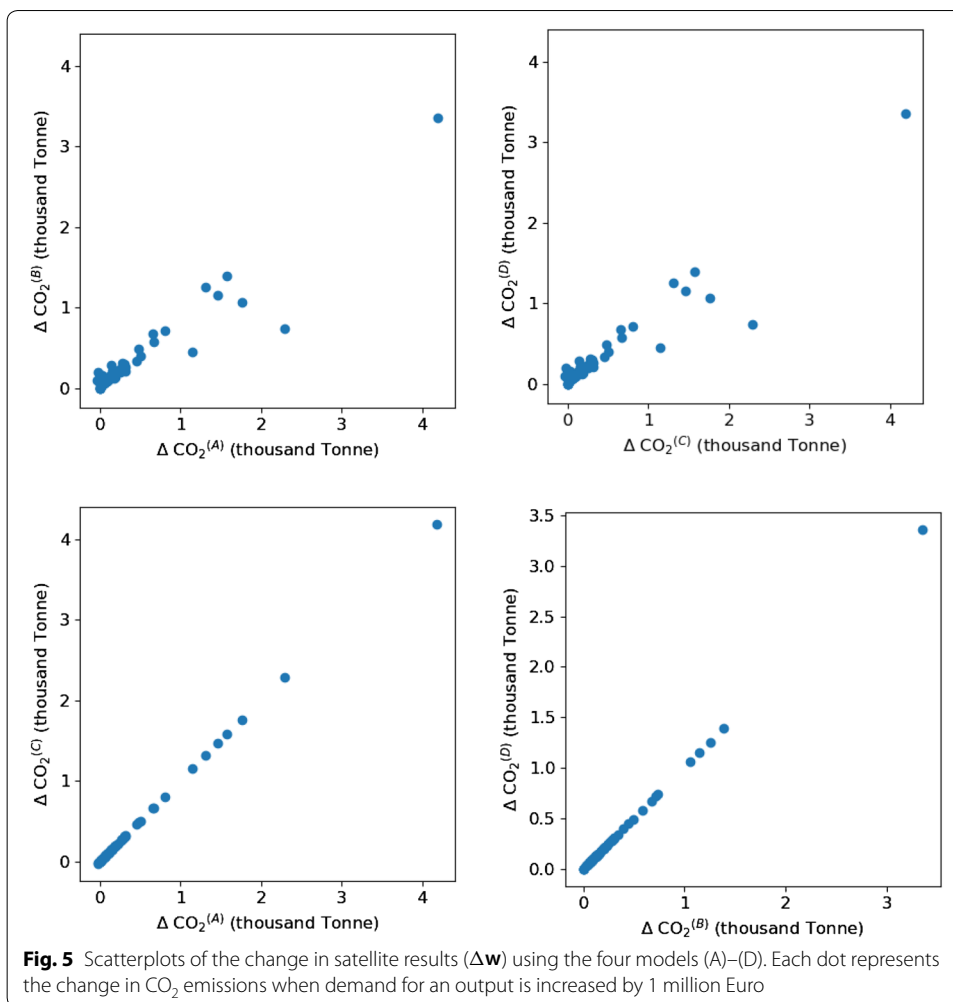 4
3
2
1
0
Δ CO₂⁽ᴮ⁾ (thousand Tonne)
0 1 2 3 4
Δ CO₂⁽ᴬ⁾ (thousand Tonne)
4
3
2
1
0
Δ CO₂⁽ᴰ⁾ (thousand Tonne)
0 1 2 3 4
Δ CO₂⁽ᶜ⁾ (thousand Tonne)
4
3
2
1
0
Δ CO₂⁽ᶜ⁾ (thousand Tonne)
0 1 2 3 4
Δ CO₂⁽ᴬ⁾ (thousand Tonne)
3.5
3.0
2.5
2.0
1.5
1.0
0.5
0.0
Δ CO₂⁽ᴰ⁾ (thousand Tonne)
0 1 2 3
Δ CO₂⁽ᴮ⁾ (thousand Tonne)
Fig. 5 Scatterplots of the change in satellite results (Δw) using the four models (A)–(D). Each dot represents
the change in CO₂ emissions when demand for an output is increased by 1 million Euro